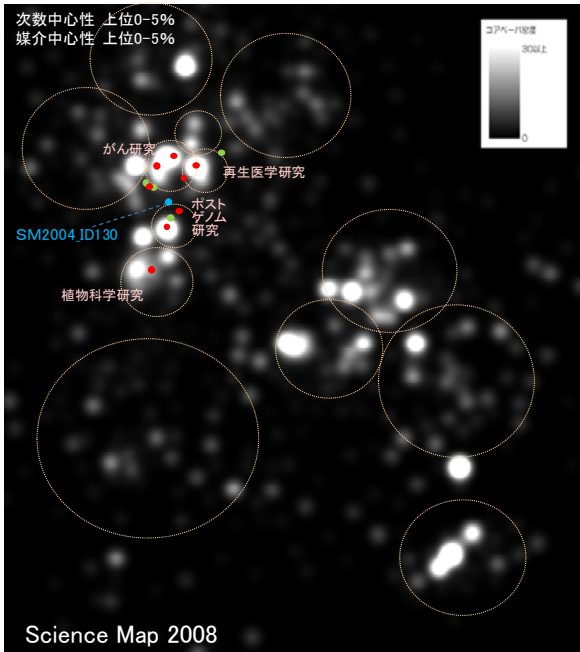 次数中心性 上位0-5%
媒介中心性 上位0-5%
コアペーパ密度
30以上
0
がん研究
再生医学研究
ポスト
ゲノム
研究
SM2004_ID130
植物科学研究
Science Map 2008